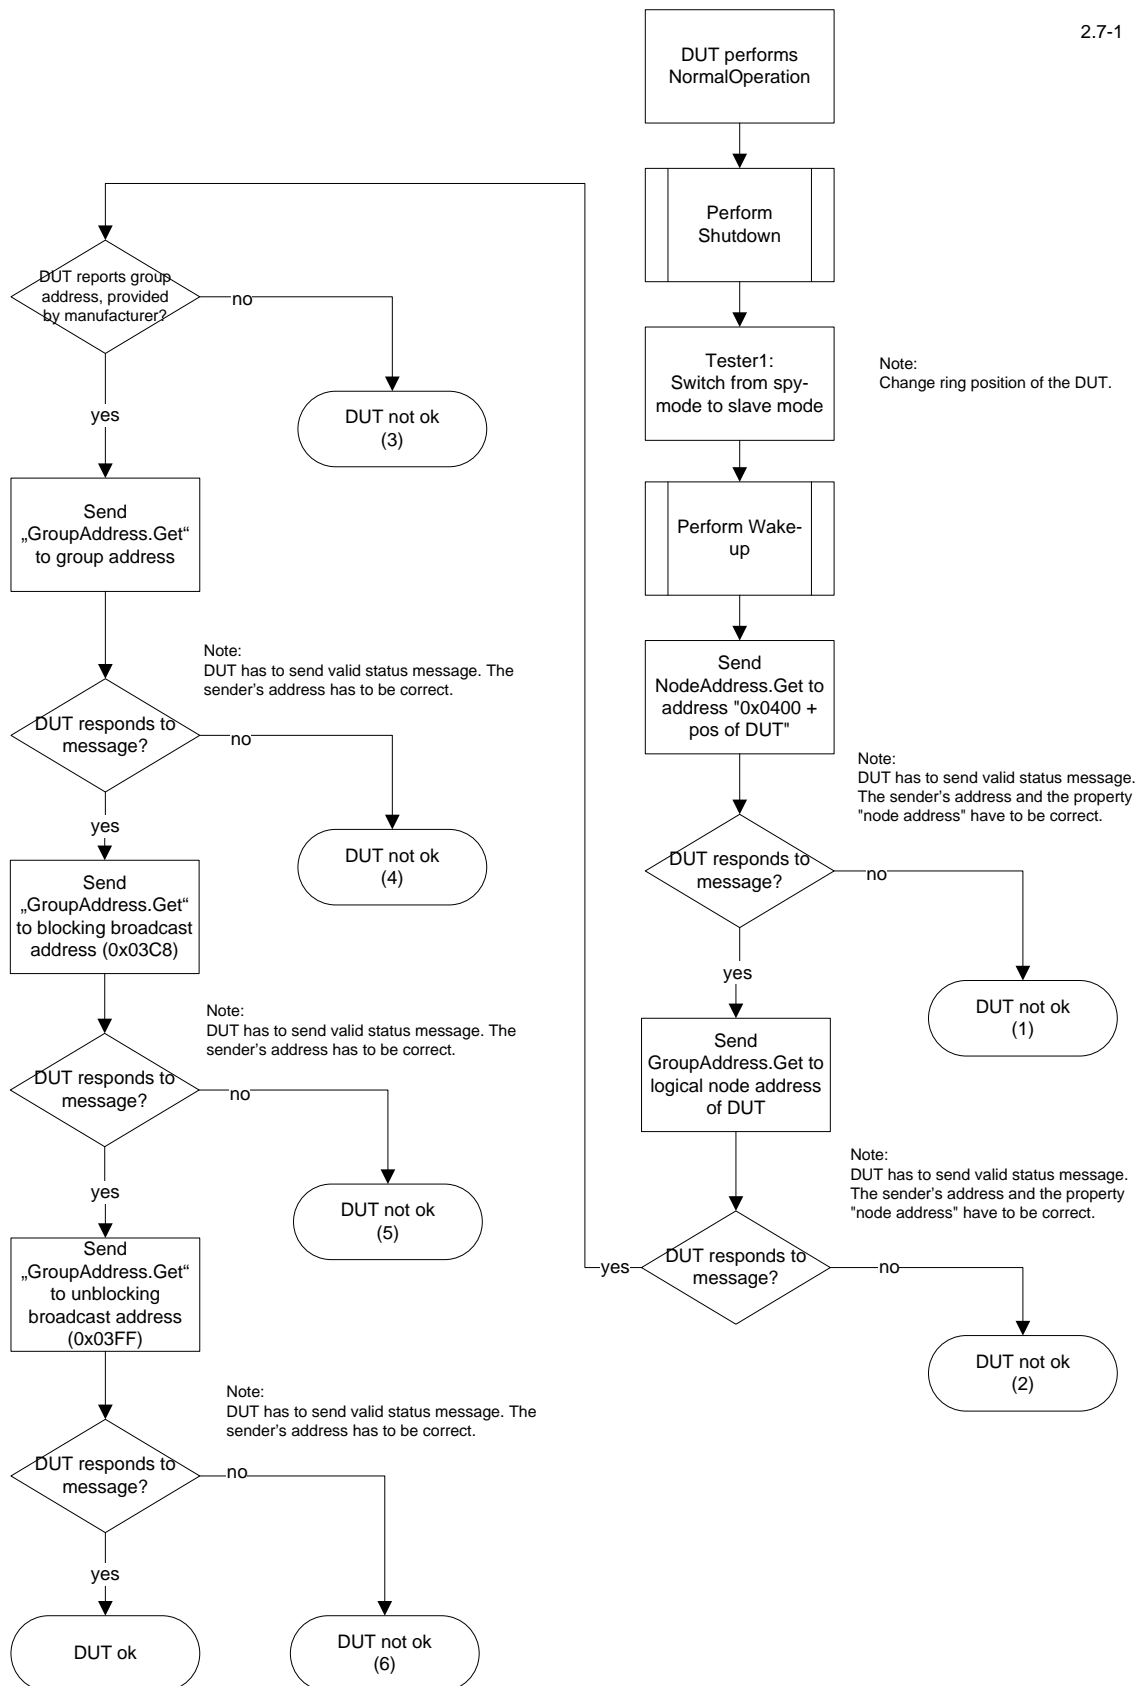 2.7-1
DUT performs
NormalOperation
Perform
Shutdown
Tester1:
Switch from spy-
mode to slave mode
Note:
Change ring position of the DUT.
Perform Wake-
up
Send
NodeAddress.Get to
address "0x0400 +
pos of DUT"
Note:
DUT has to send valid status message.
The sender's address and the property
"node address" have to be correct.
DUT responds to
message?
no
DUT not ok
(1)
yes
Send
GroupAddress.Get to
logical node address
of DUT
Note:
DUT has to send valid status message.
The sender's address and the property
"node address" have to be correct.
DUT responds to
message?
no
DUT not ok
(2)
yes
DUT reports group
address, provided
by manufacturer?
no
DUT not ok
(3)
yes
Send
„GroupAddress.Get“
to group address
Note:
DUT has to send valid status message. The
sender's address has to be correct.
DUT responds to
message?
no
DUT not ok
(4)
yes
Send
„GroupAddress.Get“
to blocking broadcast
address (0x03C8)
Note:
DUT has to send valid status message. The
sender's address has to be correct.
DUT responds to
message?
no
DUT not ok
(5)
yes
Send
„GroupAddress.Get“
to unblocking
broadcast address
(0x03FF)
Note:
DUT has to send valid status message. The
sender's address has to be correct.
DUT responds to
message?
no
DUT not ok
(6)
yes
DUT ok